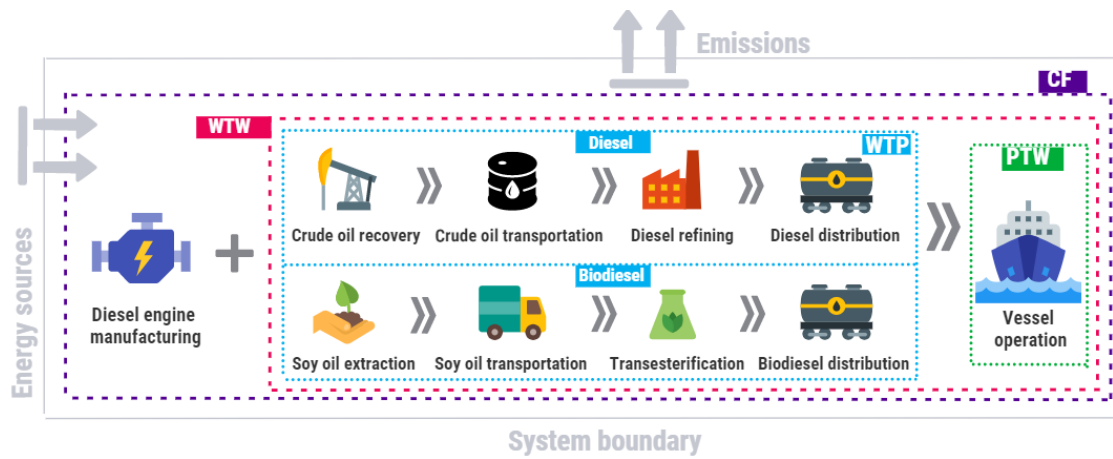 Emissions
CF
WTW
Diesel
WTP
PTW
Crude oil recovery
Crude oil transportation
Diesel refining
Diesel distribution
Energy sources
Biodiesel
Diesel engine
manufacturing
Vessel
operation
Soy oil extraction
Soy oil transportation
Transesterification
Biodiesel distribution
System boundary